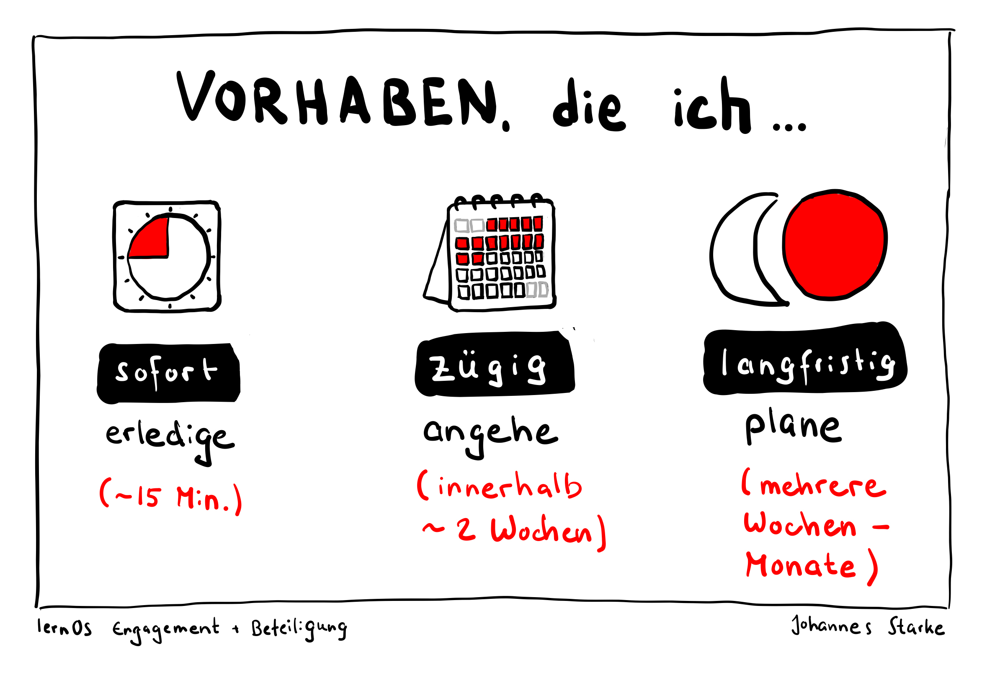 VORHABEN, die ich...
sofort
erledige
(~15 Min.)
zügig
angehe
(innerhalb
~ 2 Wochen)
langfristig
plane
(mehrere
Wochen -
Monate)
lernOS Engagement + Beteiligung
Johannes Starke